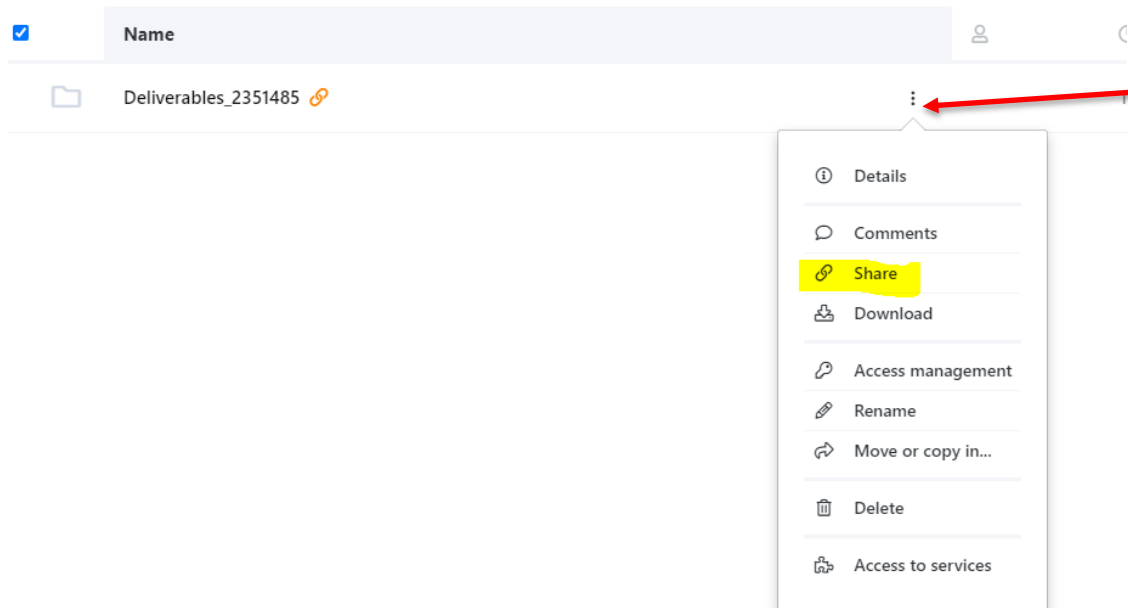 Name
Deliverables_2351485
Details
Comments
Share
Download
Access management
Rename
Move or copy in...
Delete
Access to services